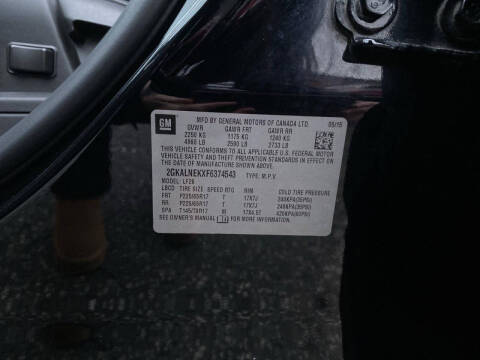 GM
MFD BY GENERAL MOTORS OF CANADA LTD. 05/15
GVWR GAWR FRT GAWR RR
2250 KG 1175 KG 1240 KG
4960 LB 2590 LB 2733 LB
THIS VEHICLE CONFORMS TO ALL APPLICABLE U.S. FEDERAL
MOTOR VEHICLE SAFETY, BUMPER, AND THEFT PREVENTION
STANDARDS IN EFFECT ON THE
DATE OF MANUFACTURE SHOWN ABOVE.
2GKALNEKXF6374543 TYPE: M.P.V.
MODEL: LF26
LBCD TIRE SIZE SPEED RTG RIM COLD TIRE PRESSURE
FRT P225/65R17 T 17X7J 240KPA(35PSI)
RR P225/65R17 T 17X7J 240KPA(35PSI)
SPA T145/70R17 M 17X4.5T 420KPA(60PSI)
SEE OWNER'S MANUAL FOR MORE INFORMATION.